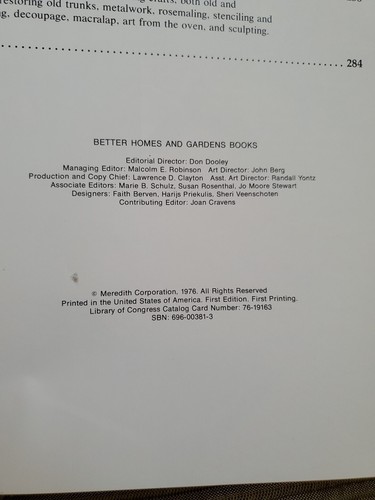 restoring old trunks, metalwork, rosemaling, stenciling and
decoupage, macralap, art from the oven, and sculpting.
284
BETTER HOMES AND GARDENS BOOKS
Editorial Director: Don Dooley
Managing Editor: Malcolm E. Robinson Art Director: John Berg
Production and Copy Chief: Lawrence D. Clayton Asst. Art Director: Randall Yontz
Associate Editors: Marie B. Schulz, Susan Rosenthal, Jo Moore Stewart
Designers: Faith Berven, Harijs Priekulis, Sheri Veenschoten
Contributing Editor: Joan Cravens
© Meredith Corporation, 1976. All Rights Reserved
Printed in the United States of America. First Edition. First Printing.
Library of Congress Catalog Card Number: 76-19163
SBN: 696-00381-3